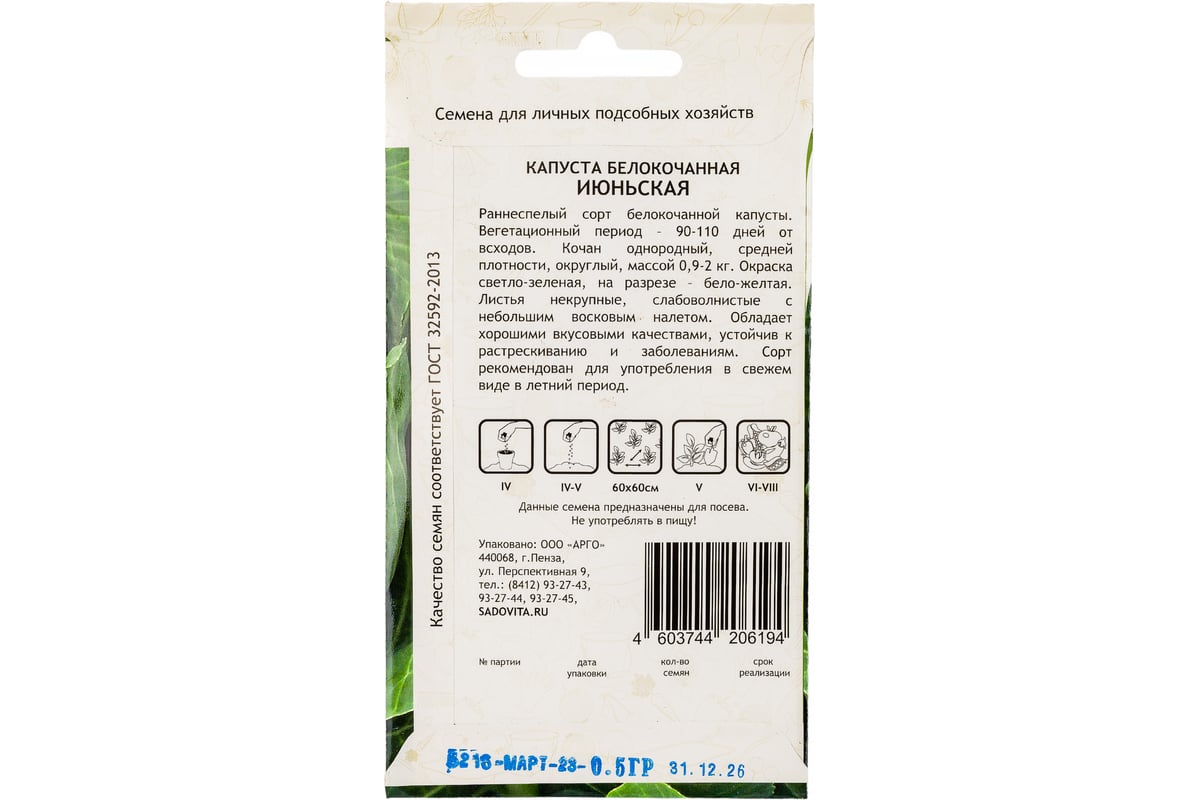 Семена для личных подсобных хозяйств
КАПУСТА БЕЛОКОЧАННАЯ
ИЮНЬСКАЯ
Раннеспелый сорт белокочанной капусты.
Вегетационный период - 90-110 дней от
всходов. Кочан однородный, средней
плотности, округлый, массой 0,9-2 кг. Окраска
светло-зеленая, на разрезе - бело-желтая.
Листья некрупные, слабоволнистые с
небольшим восковым налетом. Обладает
хорошими вкусовыми качествами, устойчив к
растрескиванию и заболеваниям. Сорт
рекомендован для употребления в свежем
виде в летний период.
Качество семян соответствует ГОСТ 32592-2013
IV IV-V 60х60см V VI-VIII
Данные семена предназначены для посева.
Не употреблять в пищу!
Упаковано: ООО «АРГО»
440068, г.Пенза,
ул. Перспективная 9,
тел.: (8412) 93-27-43,
93-27-44, 93-27-45,
SADOVITA.RU
4 603744 206194
№ партии дата кол-во срок
упаковки семян реализации
-МАРТ-23- 0.5ГР 31.12.26